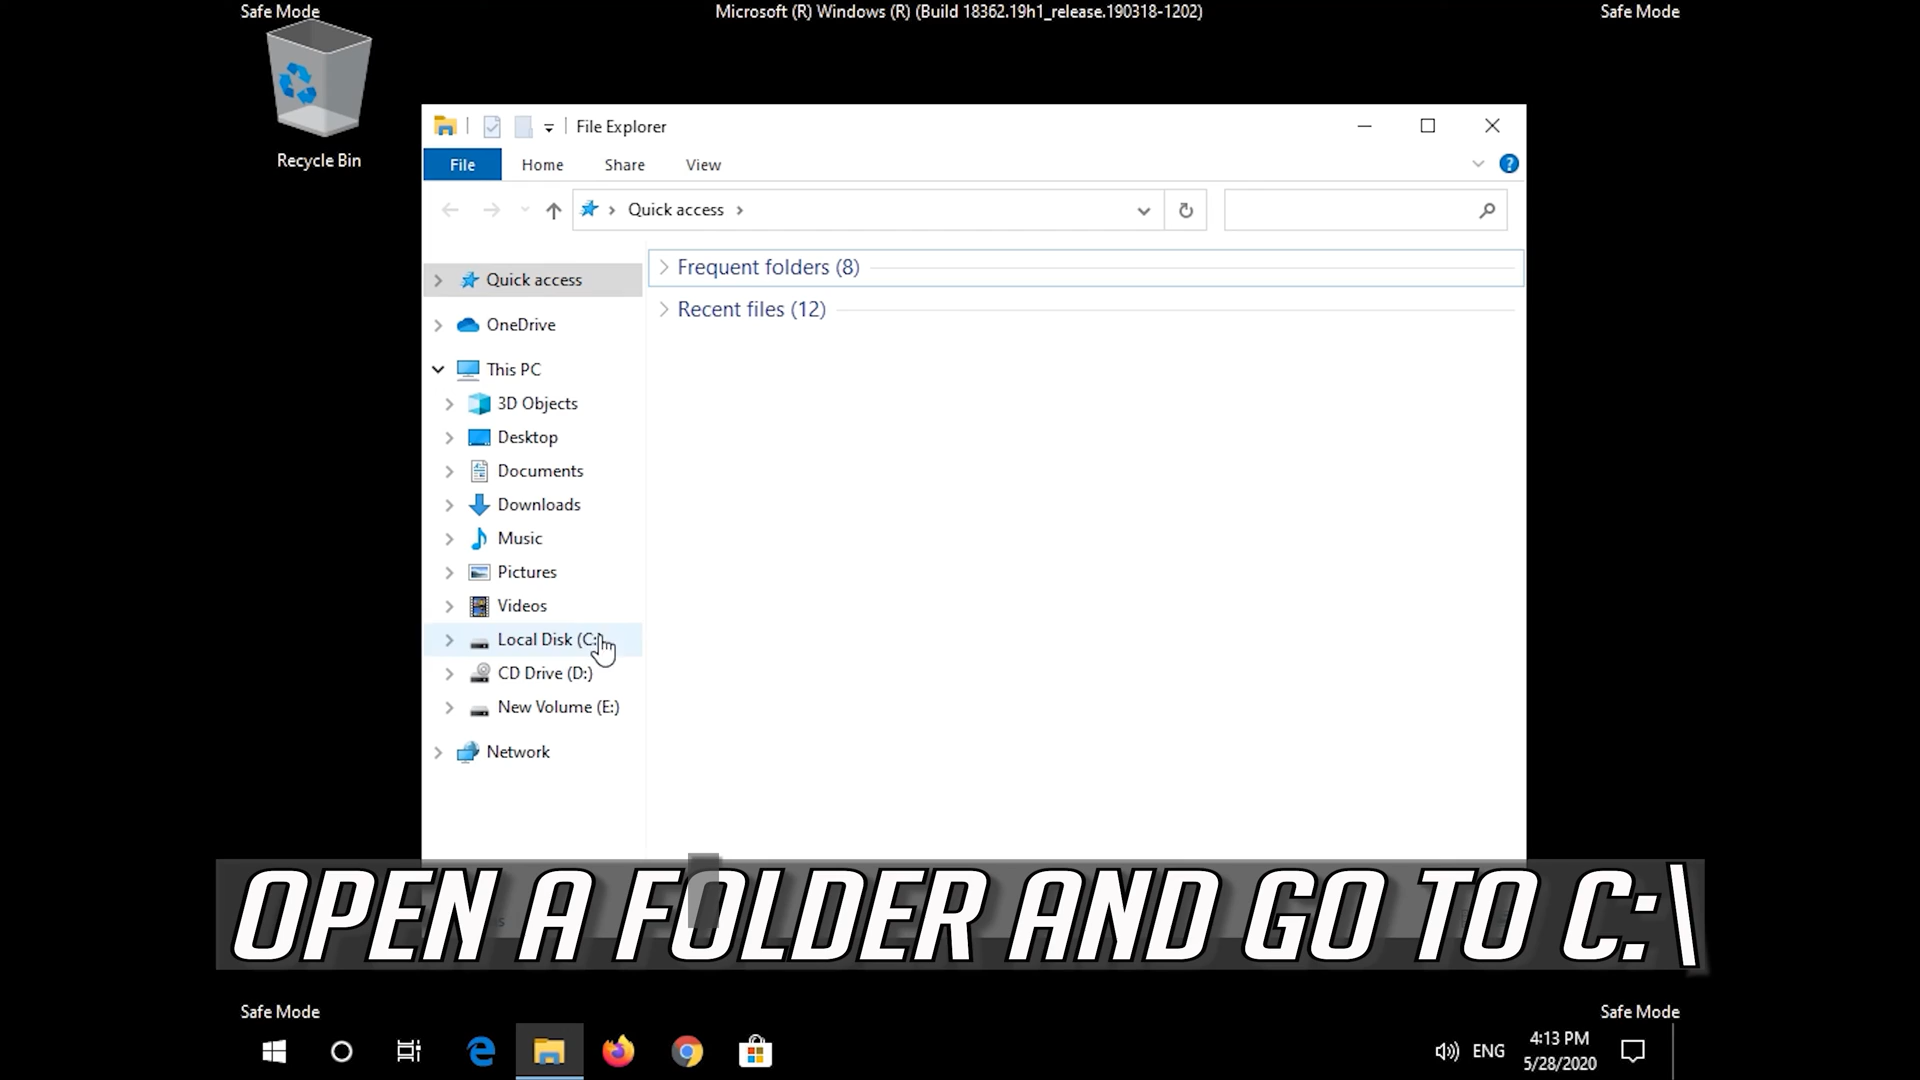 Safe Mode
Microsoft (R) Windows (R) (Build 18362.19h1_release.190318-1202)
Safe Mode
Recycle Bin
File Explorer
File
Home
Share
View
?
Quick access
Quick access
OneDrive
This PC
3D Objects
Desktop
Documents
Downloads
Music
Pictures
Videos
Local Disk (C:)
CD Drive (D:)
New Volume (E:)
Network
Frequent folders (8)
Recent files (12)
OPEN A FOLDER AND GO TO C:\
Safe Mode
Safe Mode
ENG
4:13 PM
5/28/2020